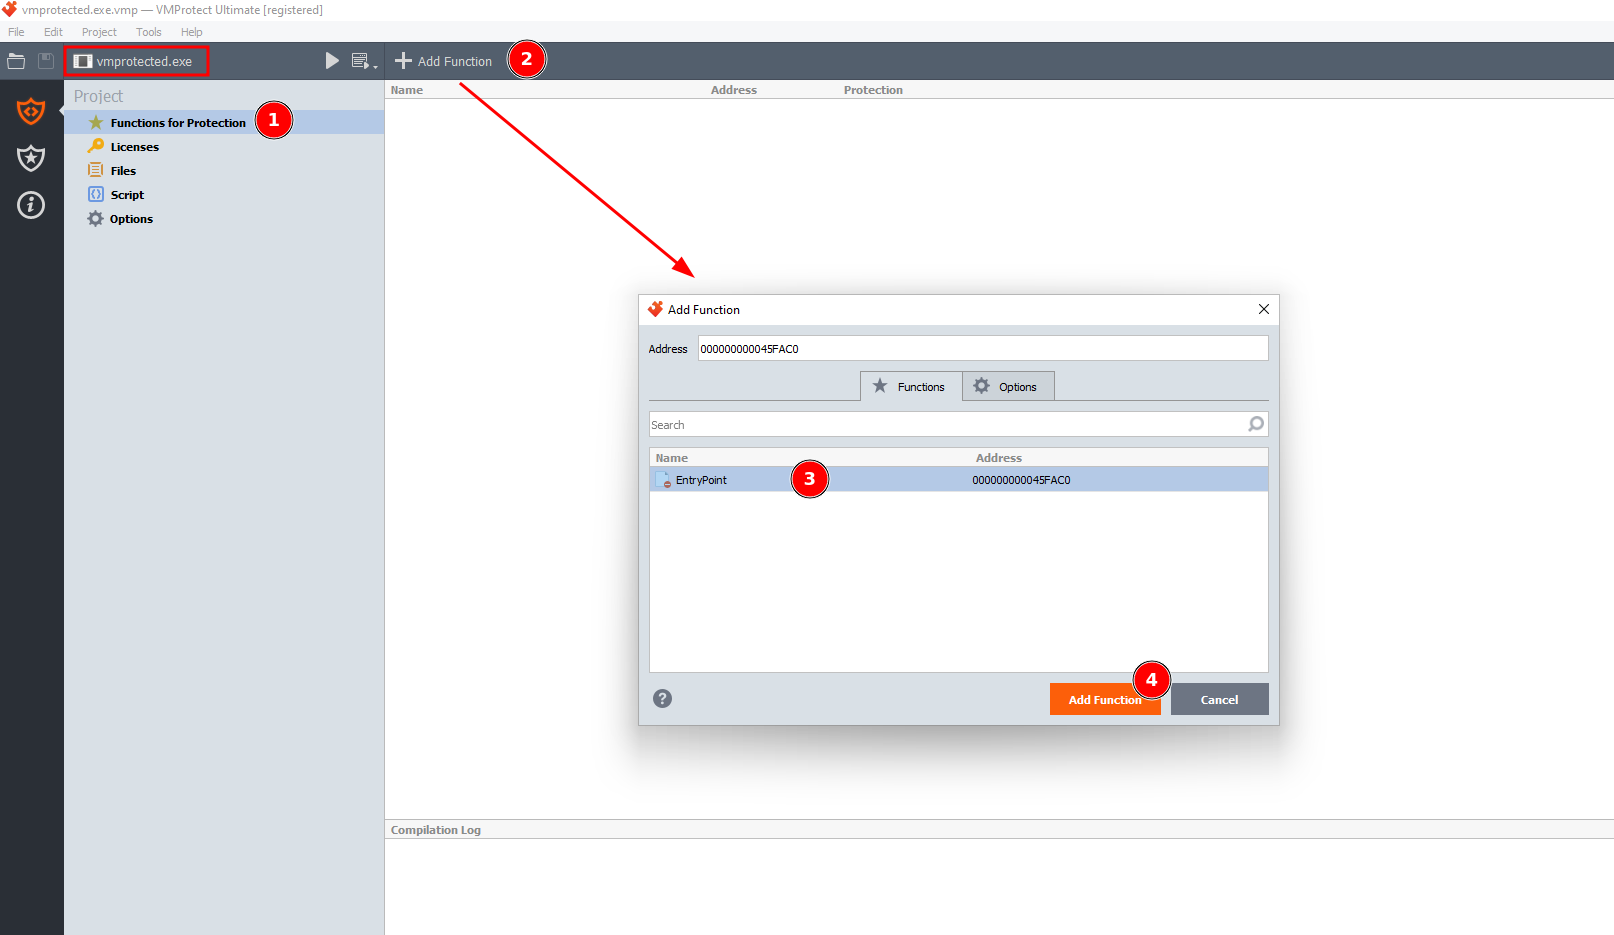 vmprotected.exe.vmp — VMProtect Ultimate [registered]
File Edit Project Tools Help
vmprotected.exe
Add Function
2
Project
Name Address Protection
Functions for Protection
1
Licenses
Files
Script
Options
Add Function
Address 000000000045FAC0
Functions Options
Search
Name Address
EntryPoint 3 000000000045FAC0
4
? Add Function Cancel
Compilation Log